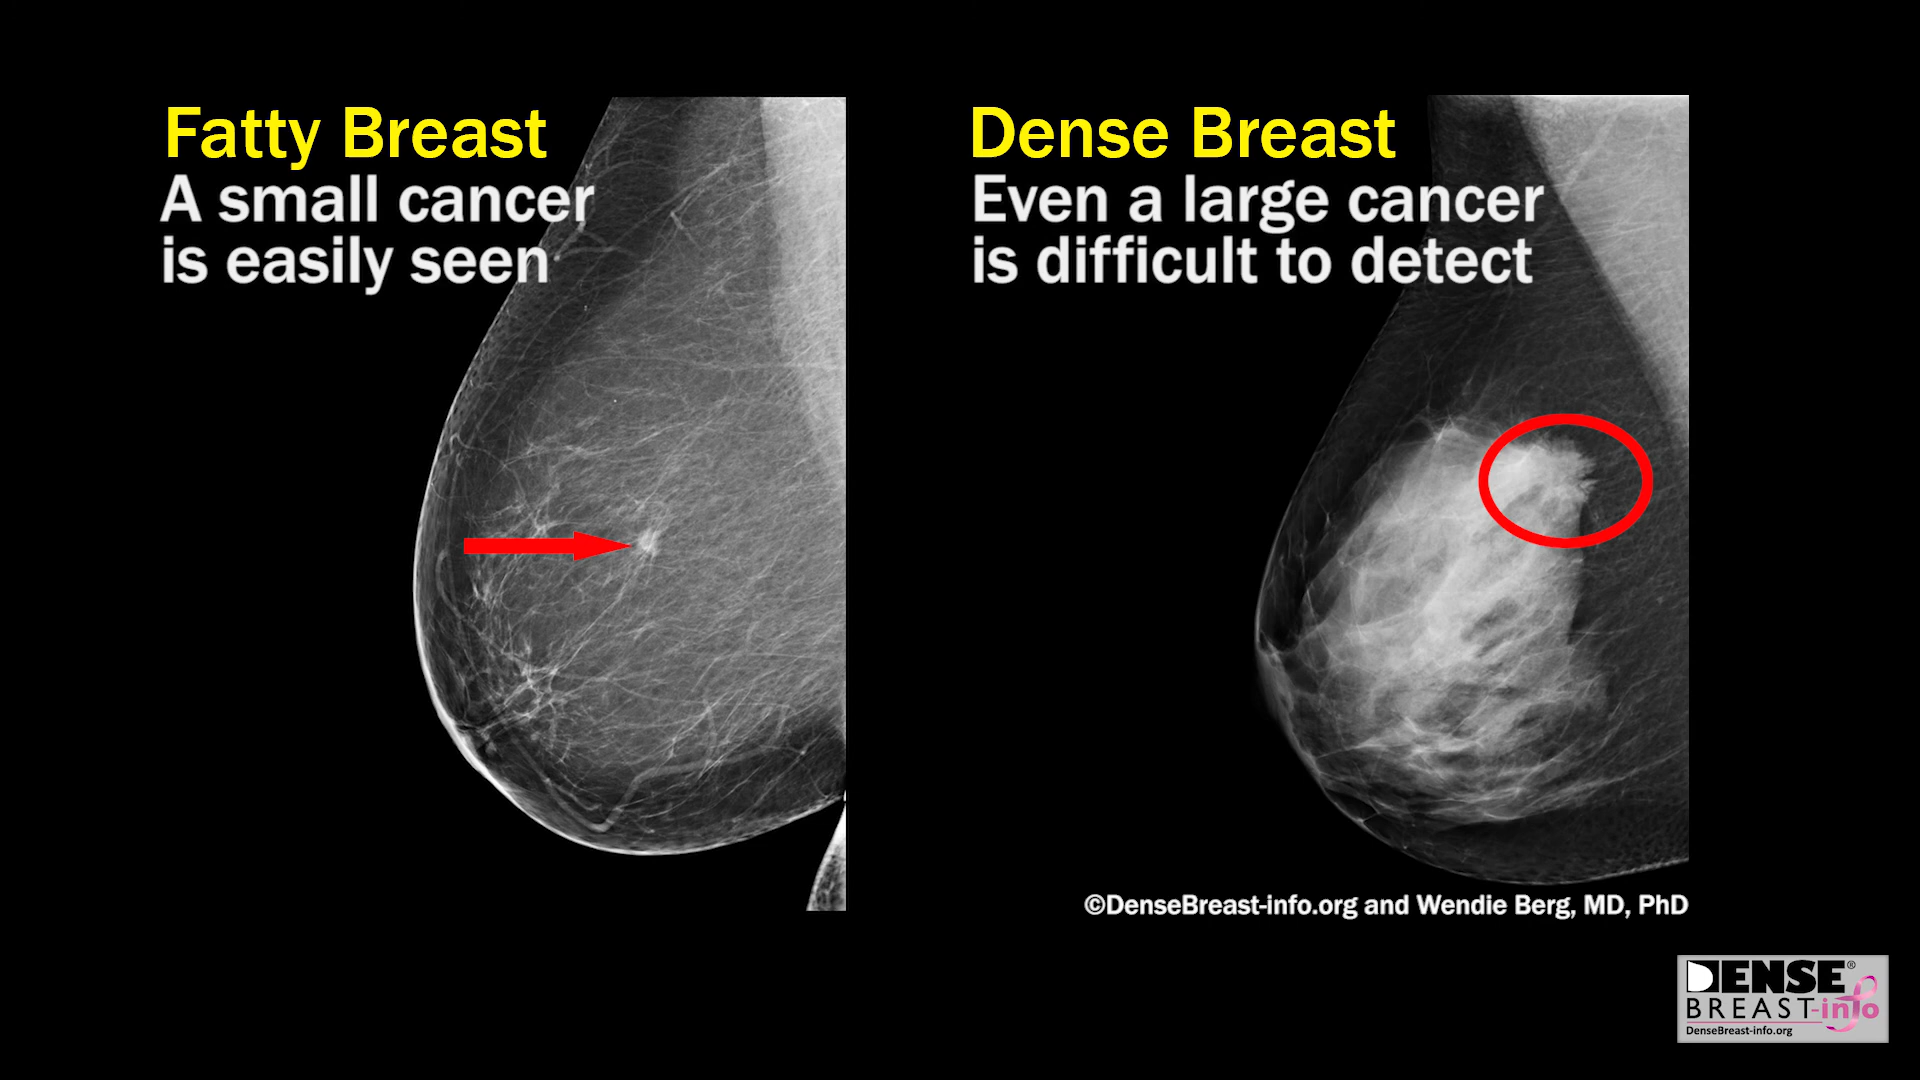 Fatty Breast
A small cancer
is easily seen
Dense Breast
Even a large cancer
is difficult to detect
©DenseBreast-info.org and Wendie Berg, MD, PhD
DENSE®
BREAST-info
DenseBreast-info.org